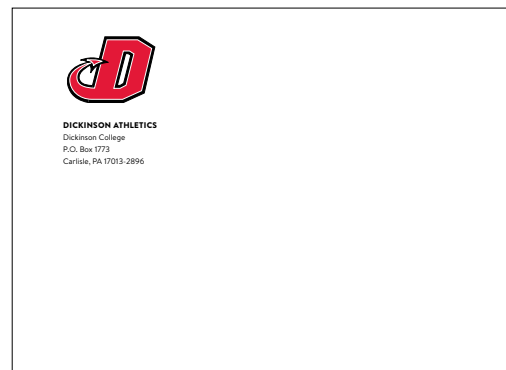 D
DICKINSON ATHLETICS
Dickinson College
P.O. Box 1773
Carlisle, PA 17013-2896